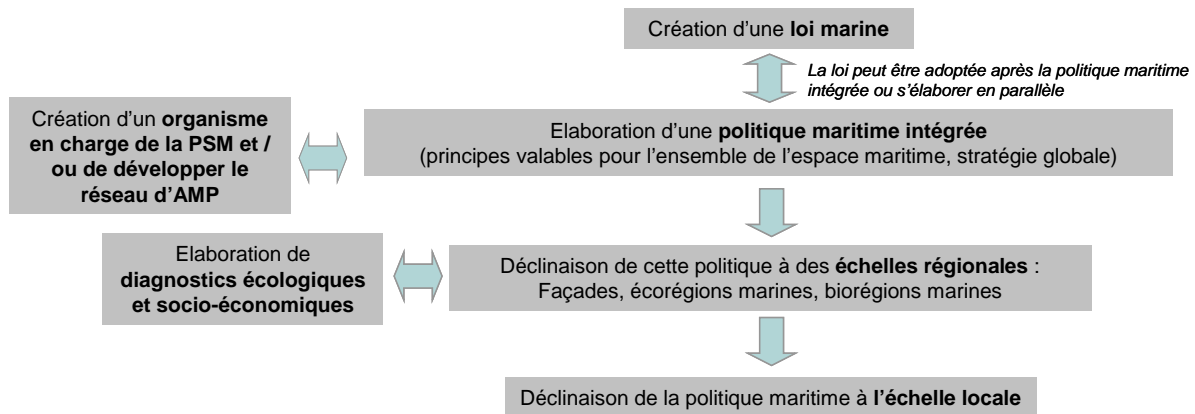 Création d'une loi marine
La loi peut être adoptée après la politique maritime
intégrée ou s'élaborer en parallèle
Création d'un organisme
en charge de la PSM et /
ou de développer le
réseau d'AMP
Elaboration d'une politique maritime intégrée
(principes valables pour l'ensemble de l'espace maritime, stratégie globale)
Elaboration de
diagnostics écologiques
et socio-économiques
Déclinaison de cette politique à des échelles régionales :
Façades, écorégions marines, biorégions marines
Déclinaison de la politique maritime à l'échelle locale